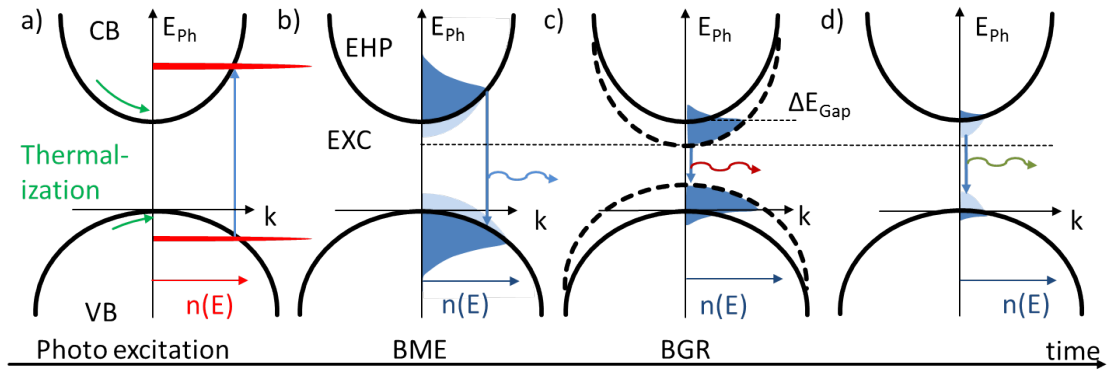 a)
CB
E_Ph
Thermal-
ization
k
n(E)
VB
b)
E_Ph
EHP
EXC
k
n(E)
c)
E_Ph
ΔE_Gap
k
n(E)
d)
E_Ph
k
n(E)
Photo excitation
BME
BGR
time